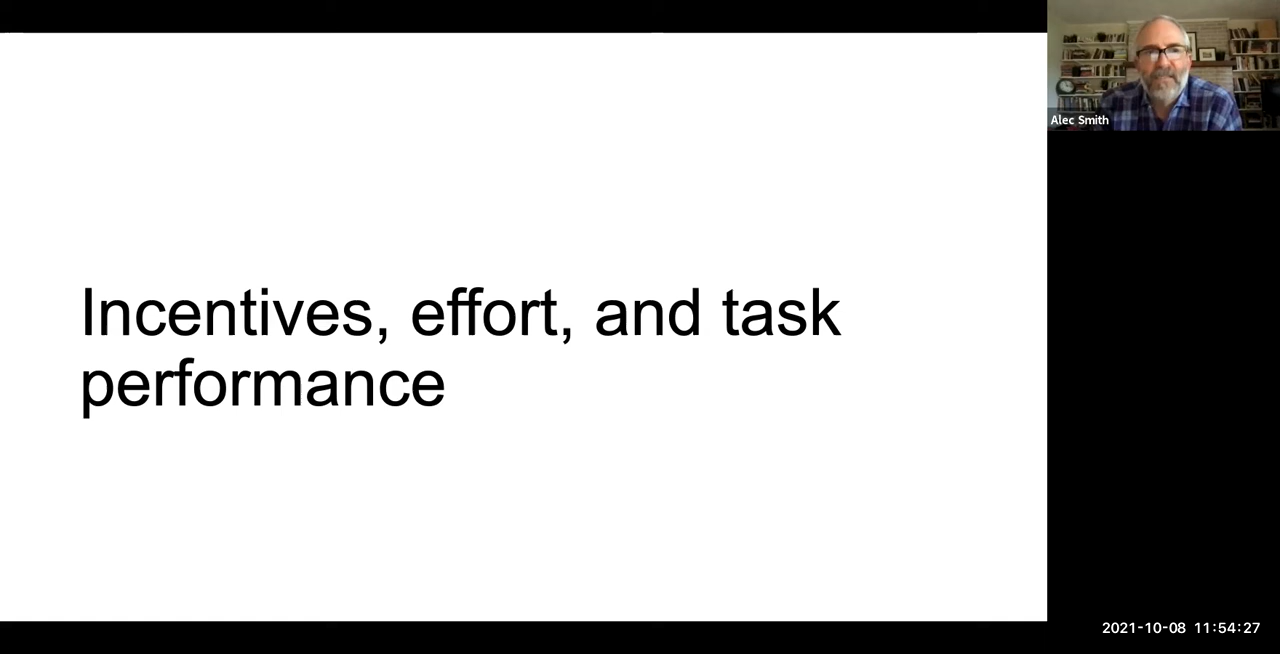 Incentives, effort, and task
performance
Alec Smith
2021-10-08 11:54:27